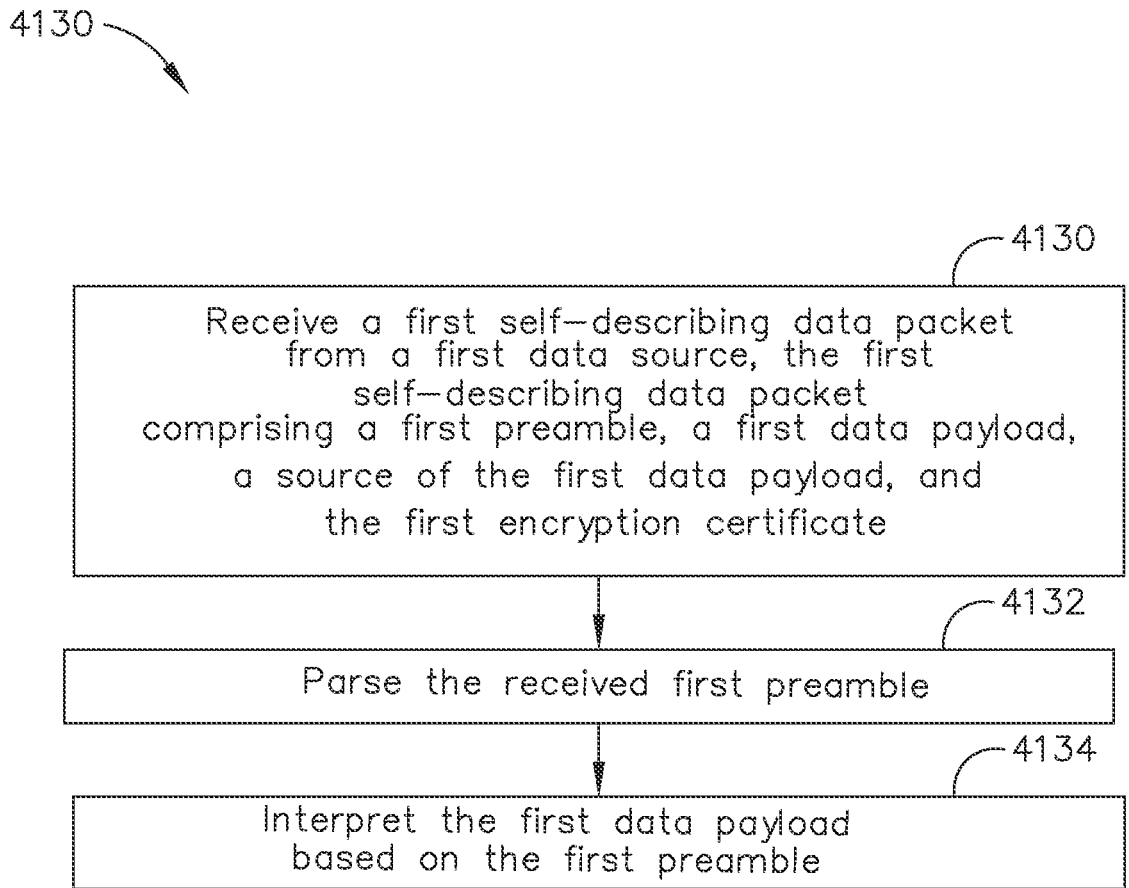 4130
4130
Receive a first self-describing data packet
from a first data source, the first
self-describing data packet
comprising a first preamble, a first data payload,
a source of the first data payload, and
the first encryption certificate
4132
Parse the received first preamble
4134
Interpret the first data payload
based on the first preamble